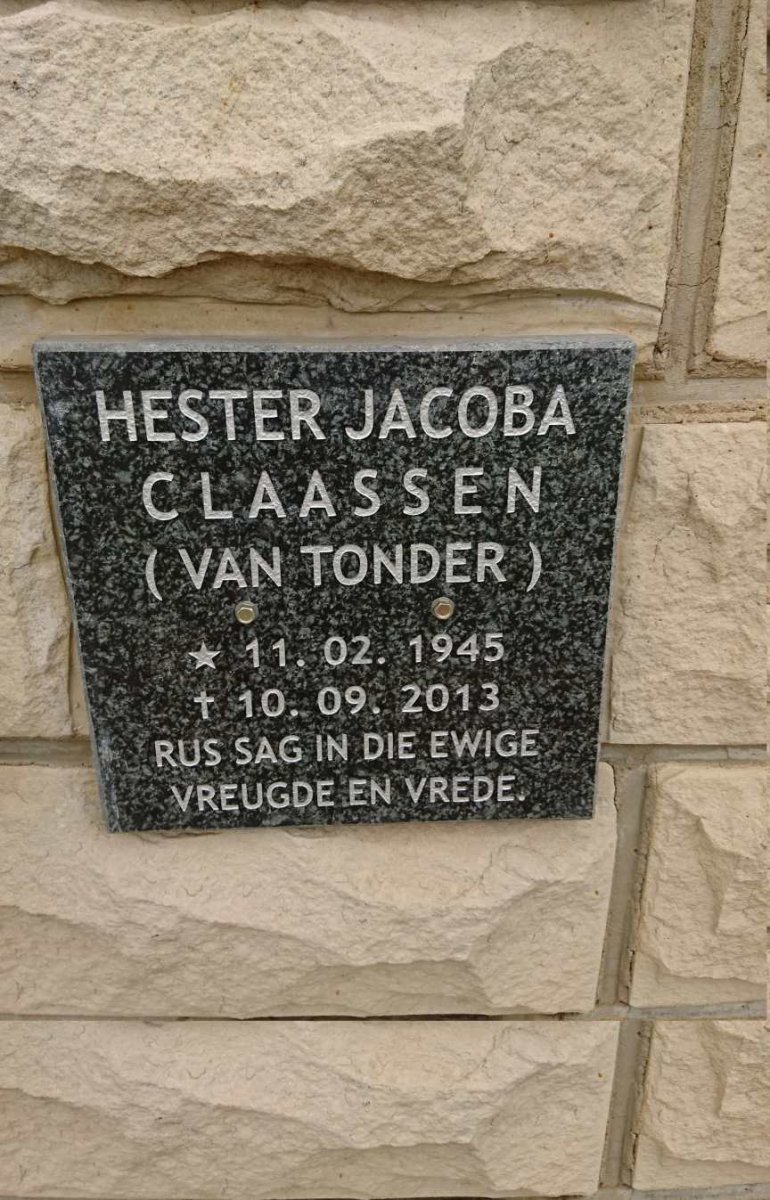 HESTER JACOBA
CLAASSEN
( VAN TONDER )
★ 11. 02. 1945
✝ 10. 09. 2013
RUS SAG IN DIE EWIGE
VREUGDE EN VREDE.